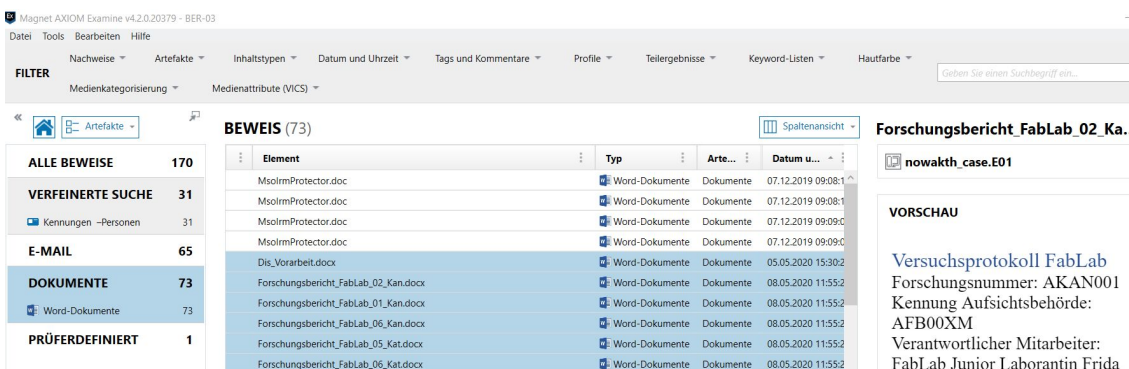 Magnet AXIOM Examine v4.2.0.20379 - BER-03
Datei Tools Bearbeiten Hilfe
FILTER
Nachweise Artefakte Inhaltstypen Datum und Uhrzeit Tags und Kommentare Profile Teilergebnisse Keyword-Listen Hautfarbe
Medienkategorisierung Medienattribute (VICS)
Geben Sie einen Suchbegriff ein...
Artefakte
ALLE BEWEISE 170
VERFEINERTE SUCHE 31
Kennungen –Personen 31
E-MAIL 65
DOKUMENTE 73
Word-Dokumente 73
PRÜFERDEFINIERT 1
BEWEIS (73)
Spaltenansicht
Element Typ Arte... Datum u...
MsoIrmProtector.doc Word-Dokumente Dokumente 07.12.2019 09:08:1
MsoIrmProtector.doc Word-Dokumente Dokumente 07.12.2019 09:08:1
MsoIrmProtector.doc Word-Dokumente Dokumente 07.12.2019 09:09:0
MsoIrmProtector.doc Word-Dokumente Dokumente 07.12.2019 09:09:0
Dis_Vorarbeit.docx Word-Dokumente Dokumente 05.05.2020 15:30:2
Forschungsbericht_FabLab_02_Kan.docx Word-Dokumente Dokumente 08.05.2020 11:55:2
Forschungsbericht_FabLab_01_Kan.docx Word-Dokumente Dokumente 08.05.2020 11:55:2
Forschungsbericht_FabLab_06_Kan.docx Word-Dokumente Dokumente 08.05.2020 11:55:2
Forschungsbericht_FabLab_05_Kat.docx Word-Dokumente Dokumente 08.05.2020 11:55:2
Forschungsbericht_FabLab_06_Kat.docx Word-Dokumente Dokumente 08.05.2020 11:55:2
Forschungsbericht_FabLab_02_Ka...
nowakth_case.E01
VORSCHAU
Versuchsprotokoll FabLab
Forschungsnummer: AKAN001
Kennung Aufsichtsbehörde:
AFB00XM
Verantwortlicher Mitarbeiter:
FabLab Junior Laborantin Frida